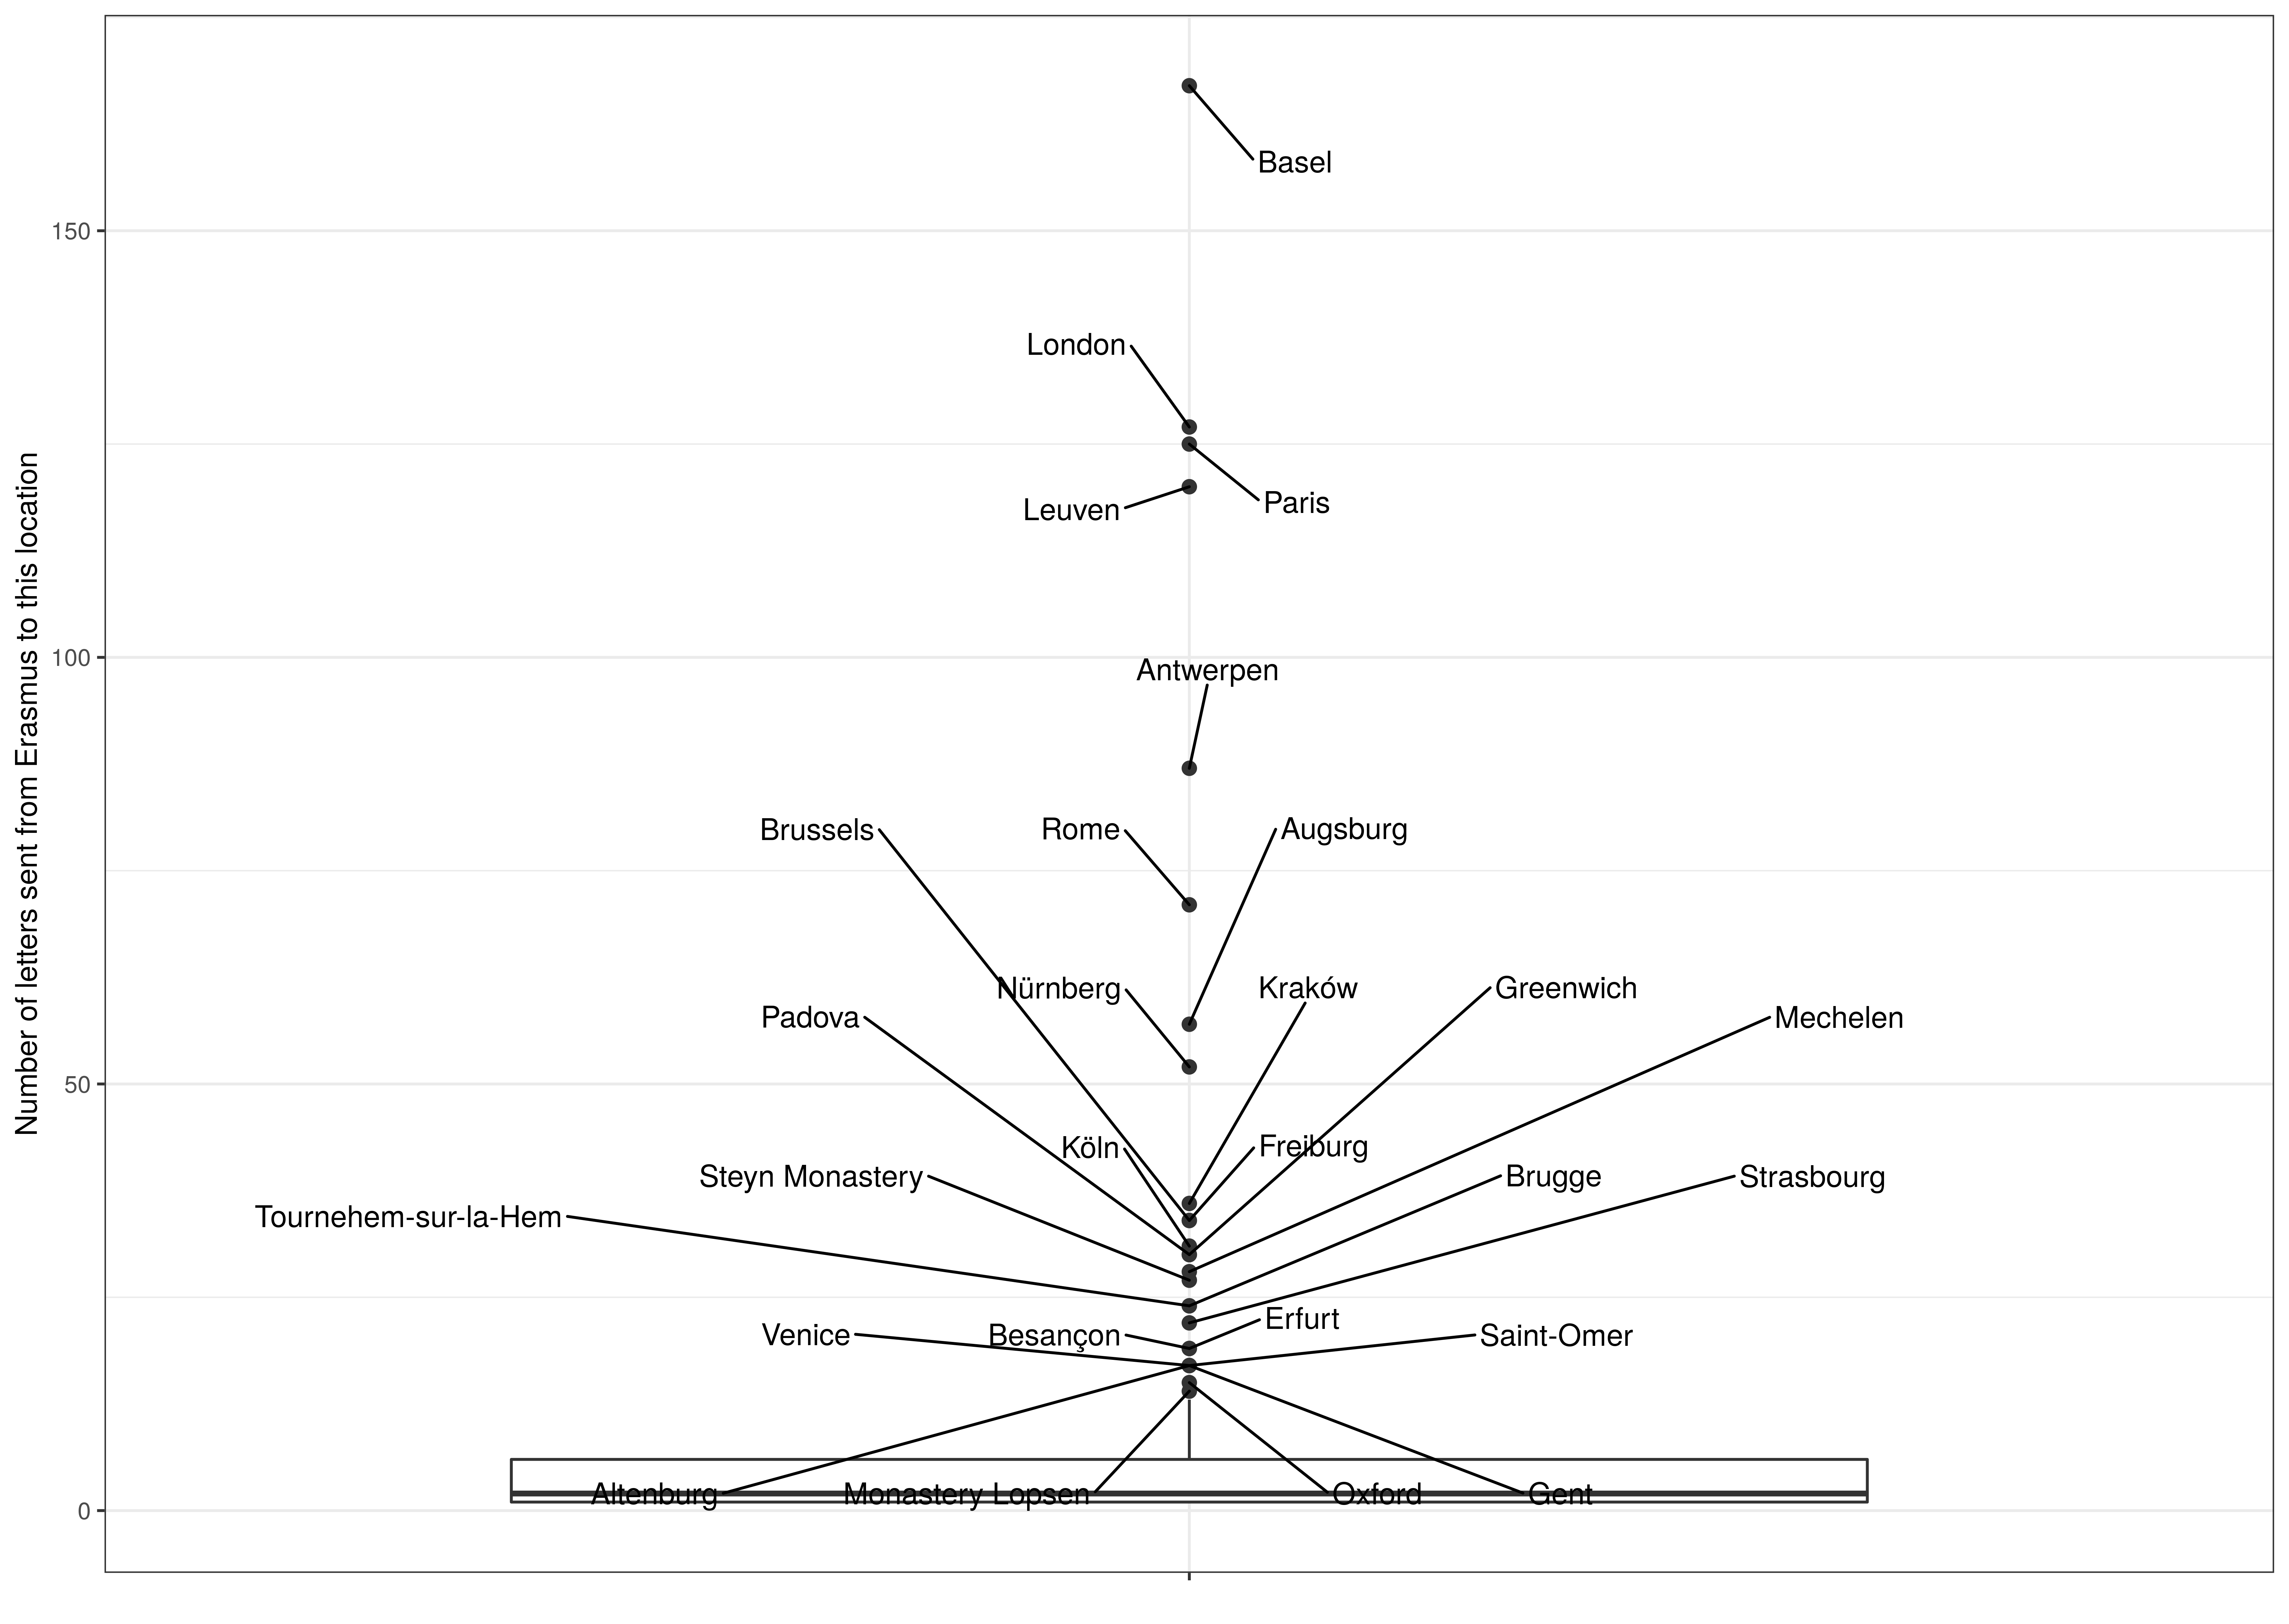 Number of letters sent from Erasmus to this location
150
100
50
0
Basel
London
Paris
Leuven
Antwerpen
Brussels
Rome
Augsburg
Nürnberg
Kraków
Greenwich
Padova
Mechelen
Köln
Freiburg
Steyn Monastery
Brugge
Strasbourg
Tournehem-sur-la-Hem
Venice
Besançon
Erfurt
Saint-Omer
Altenburg
Monastery Lopsen
Oxford
Gent